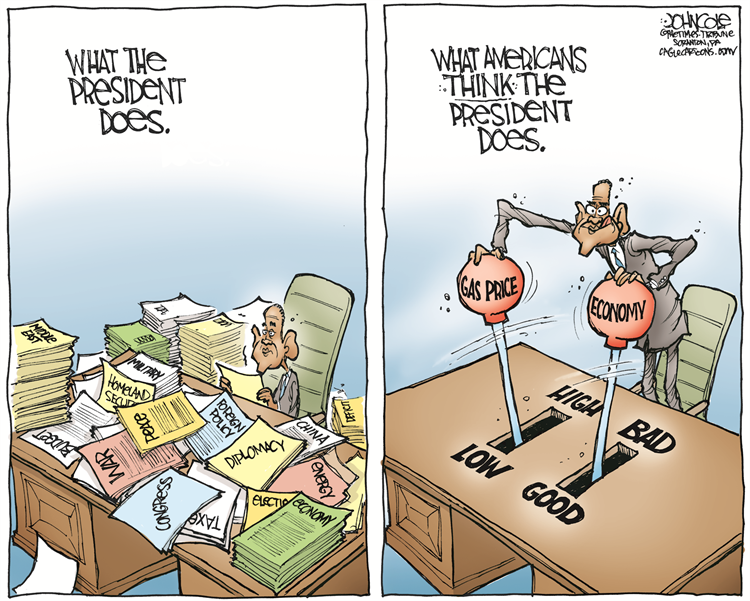 WHAT THE
PRESIDENT
DOES.
MIDDLE
EAST
MILITARY
HOMELAND
PEACE
FOREIGN
POLICY
CHINA
DEFICIT
BUDGET
WAR
DIPLOMACY
ENERGY
CONGRESS
TAXES
ELECTIO
ECONOMY
JOHN COLE
©THE TIMES-TRIBUNE
SCRANTON, PA
CAGLECARTOONS.COM
WHAT AMERICANS
THINK THE
PRESIDENT
DOES.
GAS PRICE
ECONOMY
HIGH
BAD
LOW
GOOD